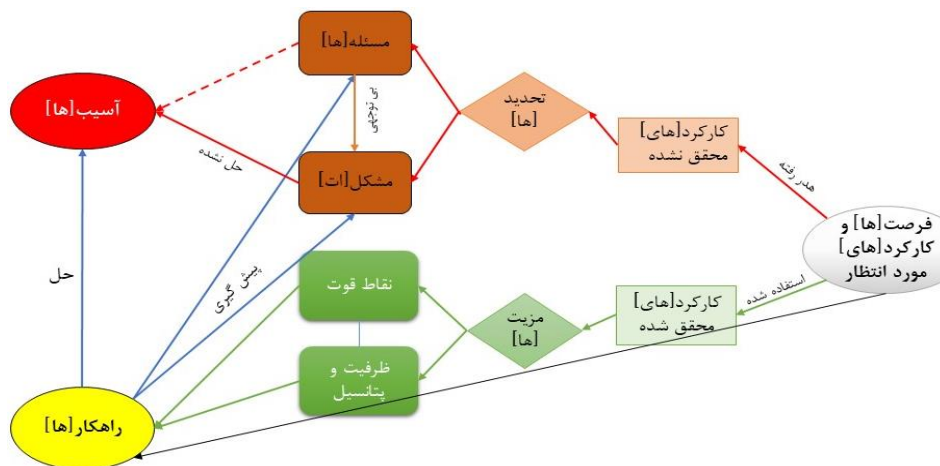 فرصت[ها] و
کارکرد[های]
مورد انتظار
هدر رفته
استفاده شده
کارکرد[های]
محقق نشده
کارکرد[های]
محقق شده
تحدید
[ها]
مزیت
[ها]
مسئله[ها]
بی توجهی
مشکل[ات]
نقاط قوت
ظرفیت و
پتانسیل
حل نشده
پیش گیری
آسیب[ها]
حل
راهکار[ها]